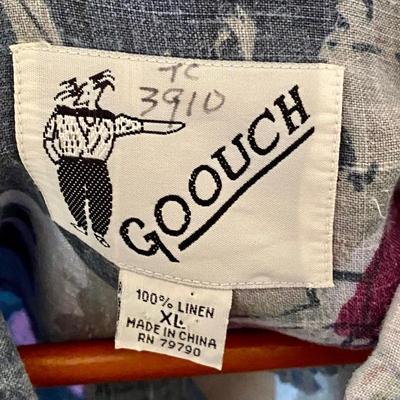 TC
3910
GOOUCH
100% LINEN
XL
MADE IN CHINA
RN 79790